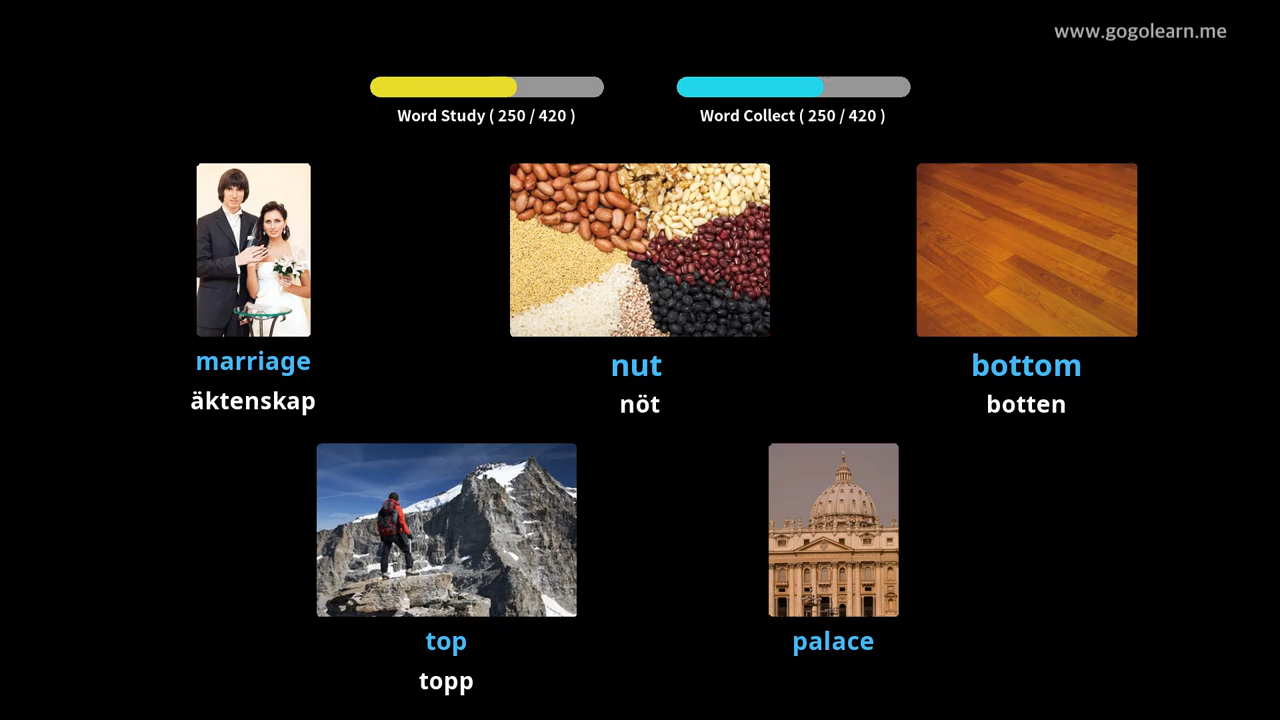 www.gogolearn.me
Word Study ( 250 / 420 )
Word Collect ( 250 / 420 )
marriage
äktenskap
nut
nöt
bottom
botten
top
topp
palace